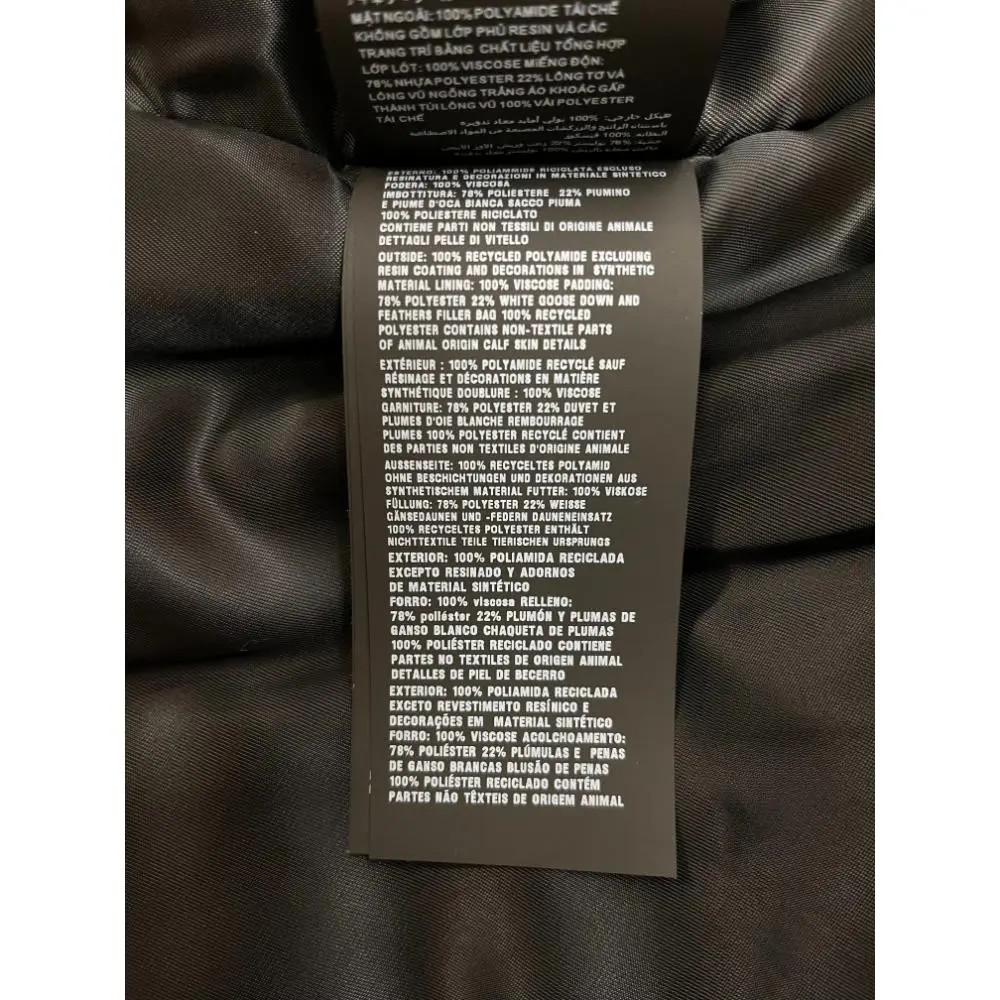 MẶT NGOÀI: 100% POLYAMIDE TÁI CHẾ
KHÔNG GỒM LỚP PHỦ RESIN VÀ CÁC
TRANG TRÍ BẰNG CHẤT LIỆU TỔNG HỢP
LỚP LÓT: 100% VISCOSE MIẾNG ĐỘN:
78% NHỰA POLYESTER 22% LÔNG TƠ VÀ
LÔNG VŨ NGỖNG TRẮNG ÁO KHOÁC GẤP
THÀNH TÚI LÔNG VŨ 100% VẢI POLYESTER
TÁI CHẾ
هيكل خارجي: 100% بولي أمايد معاد تدويره
البطانة: 100% فيسكوز
ESTERNO: 100% POLIAMMIDE RICICLATA ESCLUSO
RESINATURA E DECORAZIONI IN MATERIALE SINTETICO
FODERA: 100% VISCOSA
IMBOTTITURA: 78% POLIESTERE 22% PIUMINO
E PIUME D'OCA BIANCA SACCO PIUMA
100% POLIESTERE RICICLATO
CONTIENE PARTI NON TESSILI DI ORIGINE ANIMALE
DETTAGLI PELLE DI VITELLO
OUTSIDE: 100% RECYCLED POLYAMIDE EXCLUDING
RESIN COATING AND DECORATIONS IN SYNTHETIC
MATERIAL LINING: 100% VISCOSE PADDING:
78% POLYESTER 22% WHITE GOOSE DOWN AND
FEATHERS FILLER BAG 100% RECYCLED
POLYESTER CONTAINS NON-TEXTILE PARTS
OF ANIMAL ORIGIN CALF SKIN DETAILS
EXTÉRIEUR : 100% POLYAMIDE RECYCLÉ SAUF
RÉSINAGE ET DÉCORATIONS EN MATIÈRE
SYNTHÉTIQUE DOUBLURE : 100% VISCOSE
GARNITURE: 78% POLYESTER 22% DUVET ET
PLUMES D'OIE BLANCHE REMBOURRAGE
PLUMES 100% POLYESTER RECYCLÉ CONTIENT
DES PARTIES NON TEXTILES D'ORIGINE ANIMALE
AUSSENSEITE: 100% RECYCELTES POLYAMID
OHNE BESCHICHTUNGEN UND DEKORATIONEN AUS
SYNTHETISCHEM MATERIAL FUTTER: 100% VISKOSE
FÜLLUNG: 78% POLYESTER 22% WEISSE
GÄNSEDAUNEN UND -FEDERN DAUNENEINSATZ
100% RECYCELTES POLYESTER ENTHÄLT
NICHTTEXTILE TEILE TIERISCHEN URSPRUNGS
EXTERIOR: 100% POLIAMIDA RECICLADA
EXCEPTO RESINADO Y ADORNOS
DE MATERIAL SINTÉTICO
FORRO: 100% viscosa RELLENO:
78% poliéster 22% PLUMÓN Y PLUMAS DE
GANSO BLANCO CHAQUETA DE PLUMAS
100% POLIÉSTER RECICLADO CONTIENE
PARTES NO TEXTILES DE ORIGEN ANIMAL
DETALLES DE PIEL DE BECERRO
EXTERIOR: 100% POLIAMIDA RECICLADA
EXCETO REVESTIMENTO RESÍNICO E
DECORAÇÕES EM MATERIAL SINTÉTICO
FORRO: 100% VISCOSE ACOLCHOAMENTO:
78% POLIÉSTER 22% PLÚMULAS E PENAS
DE GANSO BRANCAS BLUSÃO DE PENAS
100% POLIÉSTER RECICLADO CONTÉM
PARTES NÃO TÊXTEIS DE ORIGEM ANIMAL